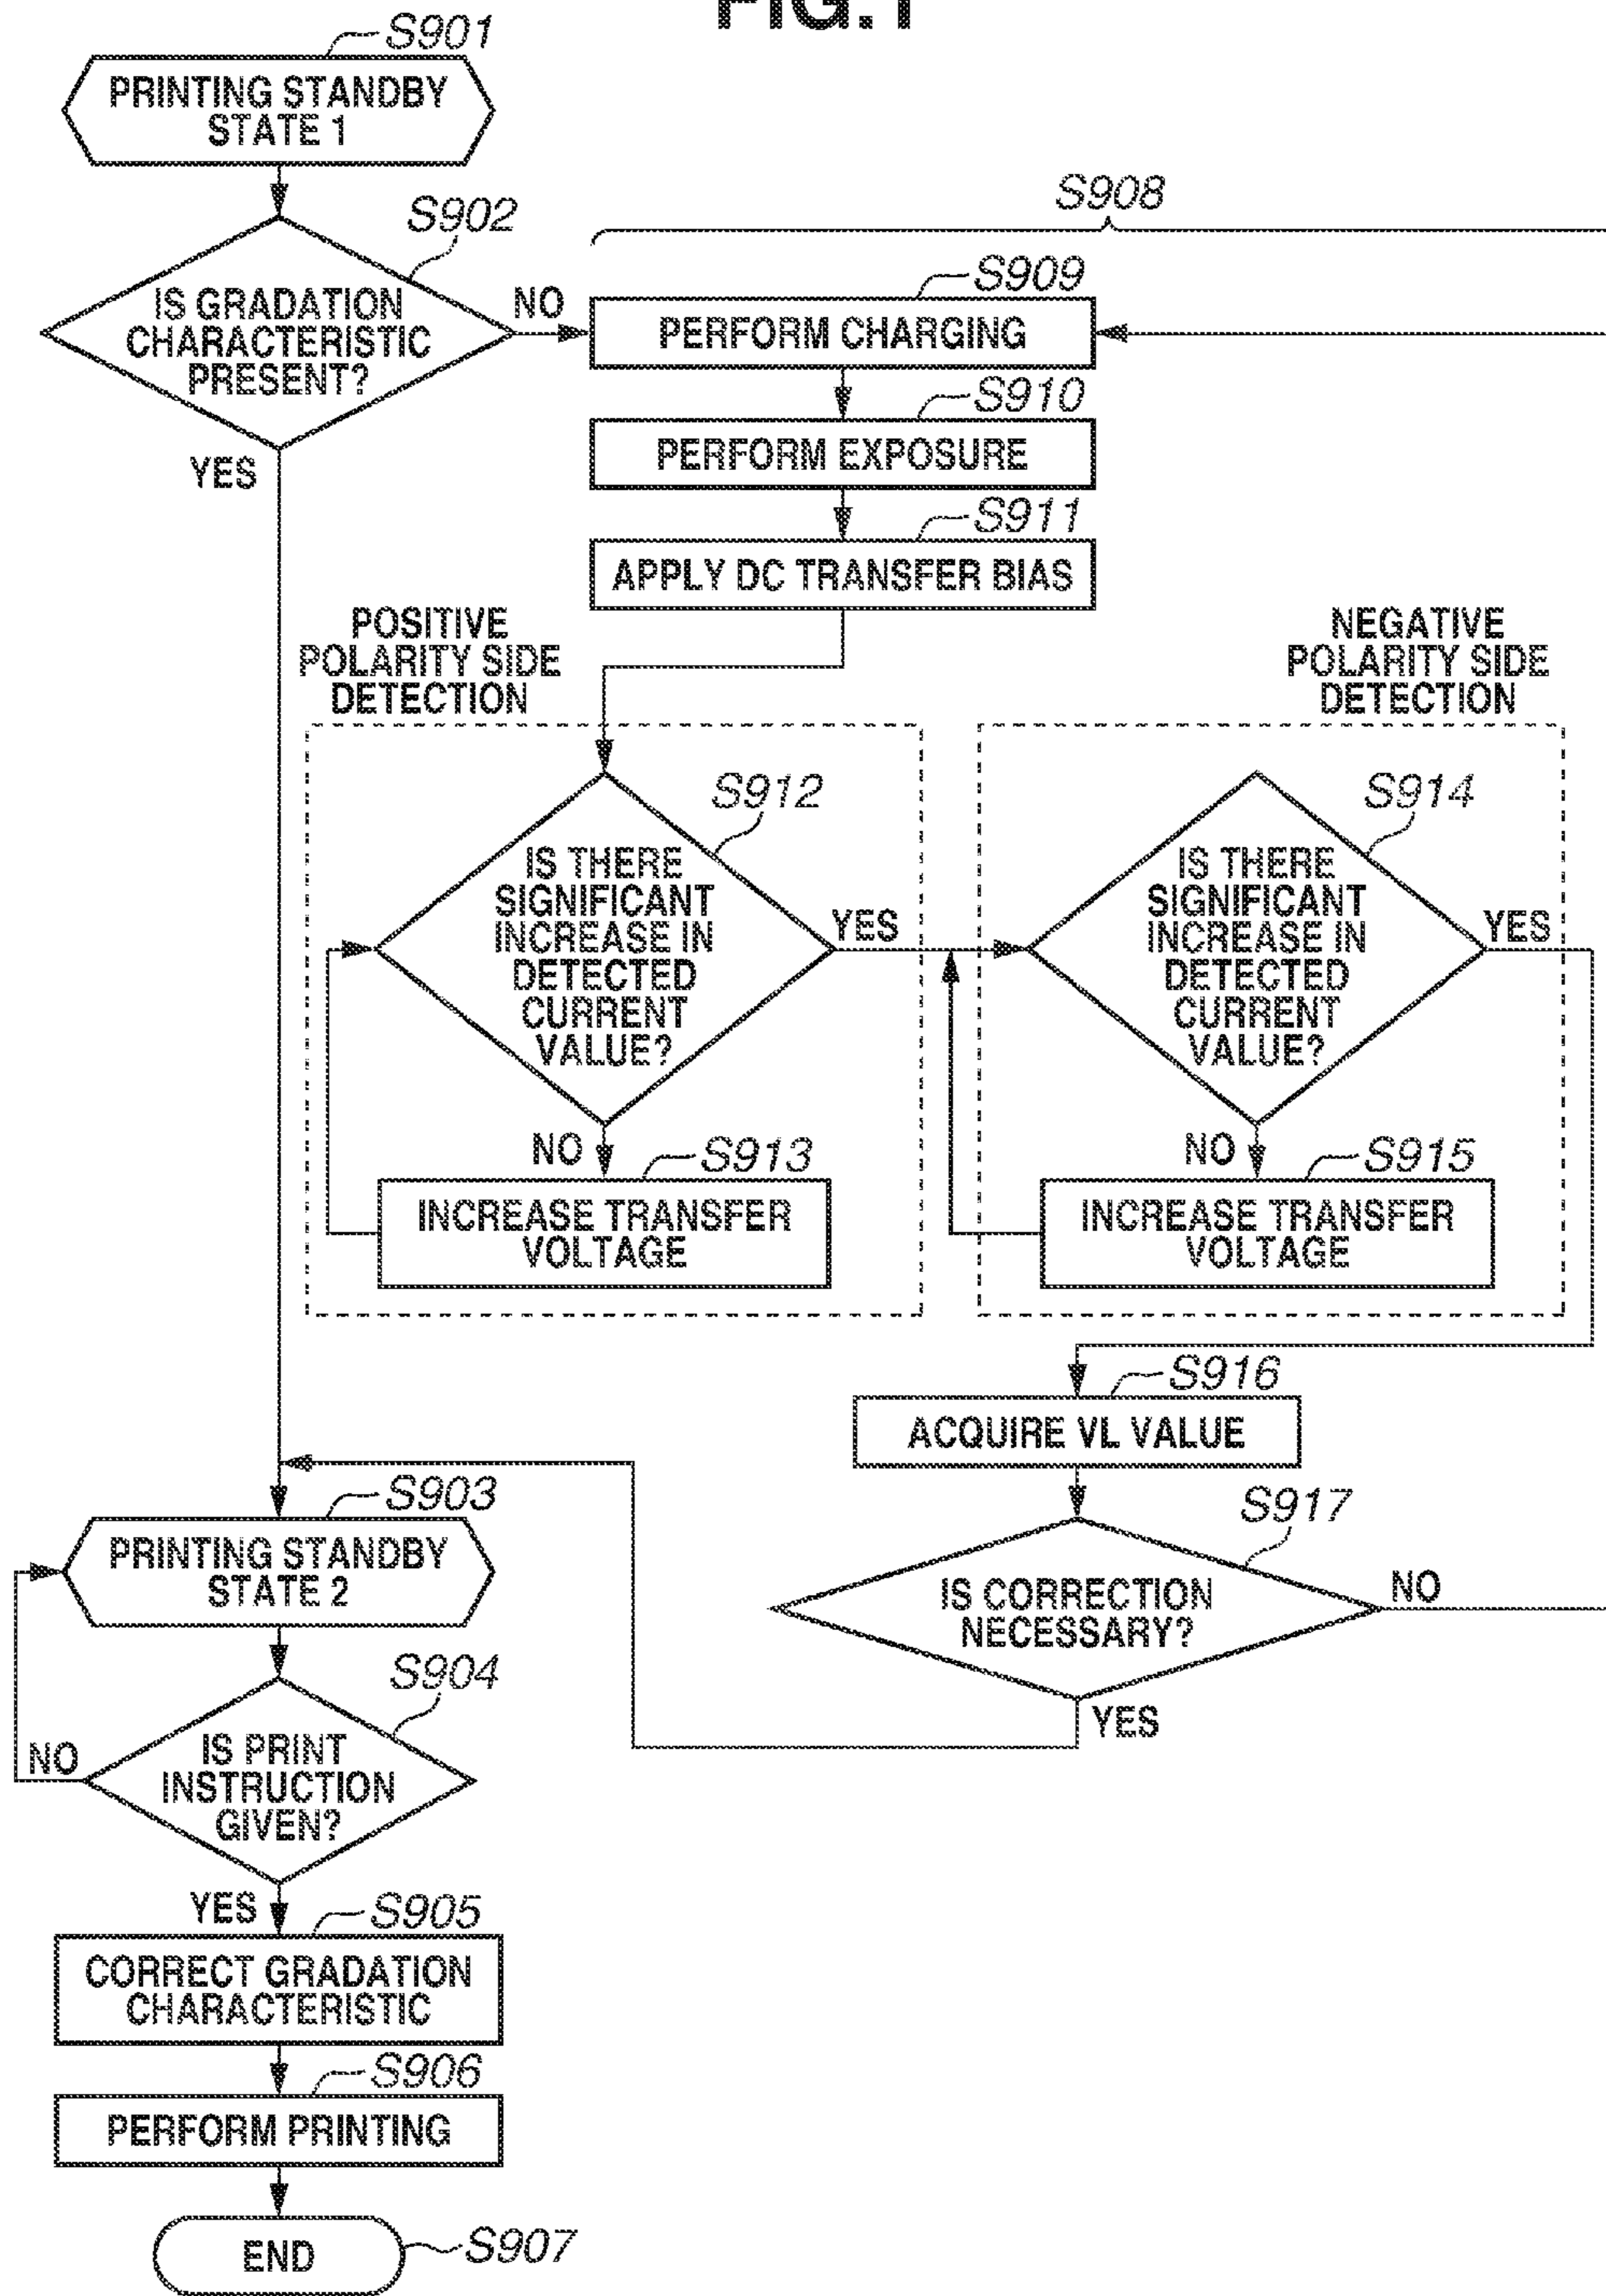 FIG.1
S901
PRINTING STANDBY
STATE 1
S902
IS GRADATION
CHARACTERISTIC
PRESENT?
NO
YES
S908
S909
PERFORM CHARGING
S910
PERFORM EXPOSURE
S911
APPLY DC TRANSFER BIAS
POSITIVE
POLARITY SIDE
DETECTION
NEGATIVE
POLARITY SIDE
DETECTION
S912
IS THERE
SIGNIFICANT
INCREASE IN
DETECTED
CURRENT
VALUE?
YES
NO
S913
INCREASE TRANSFER
VOLTAGE
S914
IS THERE
SIGNIFICANT
INCREASE IN
DETECTED
CURRENT
VALUE?
YES
NO
S915
INCREASE TRANSFER
VOLTAGE
S916
ACQUIRE VL VALUE
S917
IS CORRECTION
NECESSARY?
NO
YES
S903
PRINTING STANDBY
STATE 2
S904
IS PRINT
INSTRUCTION
GIVEN?
NO
YES
S905
CORRECT GRADATION
CHARACTERISTIC
S906
PERFORM PRINTING
END
S907